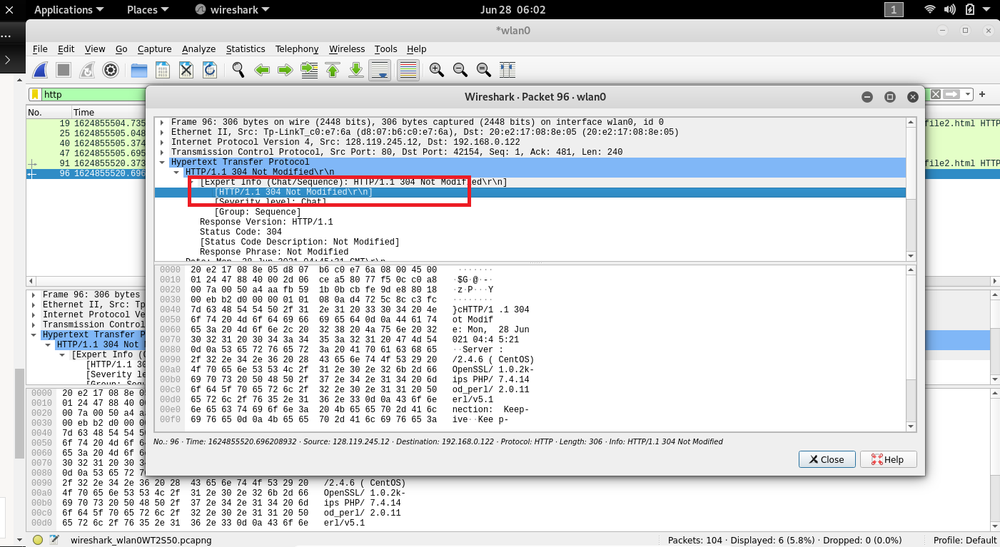 Applications Places wireshark Jun 28 06:02 1
*wlan0
File Edit View Go Capture Analyze Statistics Telephony Wireless Tools Help
http
No. Time
19 1624855504.735
25 1624855505.048
40 1624855505.374
47 1624855505.695
91 1624855520.373
96 1624855520.696
file2.html HTTP
file2.html HTTP
Wireshark · Packet 96 · wlan0
Frame 96: 306 bytes on wire (2448 bits), 306 bytes captured (2448 bits) on interface wlan0, id 0
Ethernet II, Src: Tp-LinkT_c0:e7:6a (d8:07:b6:c0:e7:6a), Dst: 20:e2:17:08:8e:05 (20:e2:17:08:8e:05)
Internet Protocol Version 4, Src: 128.119.245.12, Dst: 192.168.0.122
Transmission Control Protocol, Src Port: 80, Dst Port: 42154, Seq: 1, Ack: 481, Len: 240
Hypertext Transfer Protocol
HTTP/1.1 304 Not Modified\r\n
[Expert Info (Chat/Sequence): HTTP/1.1 304 Not Modified\r\n]
[HTTP/1.1 304 Not Modified\r\n]
[Severity level: Chat]
[Group: Sequence]
Response Version: HTTP/1.1
Status Code: 304
[Status Code Description: Not Modified]
Response Phrase: Not Modified
Date: Mon, 28 Jun 2021 04:45:21 GMT\r\n
0000 20 e2 17 08 8e 05 d8 07 b6 c0 e7 6a 08 00 45 00 ·······
0010 01 24 47 88 40 00 2d 06 ce a5 80 77 f5 0c c0 a8 ·$G·@·-·
0020 00 7a 00 50 a4 aa fb 59 1b 0b cb fe 9d e8 80 18 ·z·P···Y
0030 00 eb b2 d0 00 00 01 01 08 0a d4 72 5c 8c c3 fc ········
0040 7d 63 48 54 54 50 2f 31 2e 31 20 33 30 34 20 4e }cHTTP/1 .1 304
0050 6f 74 20 4d 6f 64 69 66 69 65 64 0d 0a 44 61 74 ot Modif
0060 65 3a 20 4d 6f 6e 2c 20 32 38 20 4a 75 6e 20 32 e: Mon, 28 Jun
0070 30 32 31 20 30 34 3a 34 35 3a 32 31 20 47 4d 54 021 04:4 5:21
0080 0d 0a 53 65 72 76 65 72 3a 20 41 70 61 63 68 65 ··Server :
0090 2f 32 2e 34 2e 36 20 28 43 65 6e 74 4f 53 29 20 /2.4.6 ( CentOS)
00a0 4f 70 65 6e 53 53 4c 2f 31 2e 30 2e 32 6b 2d 66 OpenSSL/ 1.0.2k-
00b0 69 70 73 20 50 48 50 2f 37 2e 34 2e 31 34 20 6d ips PHP/ 7.4.14
00c0 6f 64 5f 70 65 72 6c 2f 32 2e 30 2e 31 31 20 50 od_perl/ 2.0.11
00d0 65 72 6c 2f 76 35 2e 31 36 2e 33 0d 0a 43 6f 6e erl/v5.1
00e0 6e 65 63 74 69 6f 6e 3a 20 4b 65 65 70 2d 41 6c nection: Keep-
00f0 69 76 65 0d 0a 4b 65 65 70 2d 41 6c 69 76 65 3a ive··Kee p-
No.: 96 · Time: 1624855520.696208932 · Source: 128.119.245.12 · Destination: 192.168.0.122 · Protocol: HTTP · Length: 306 · Info: HTTP/1.1 304 Not Modified
Close Help
Frame 96: 306 bytes
Ethernet II, Src: Tp
Internet Protocol Ve
Transmission Control
Hypertext Transfer P
HTTP/1.1 304 Not
[Expert Info (
[HTTP/1.1 30
[Severity le
0000 20 e2 17 08 8e 05
0010 01 24 47 88 40 00
0020 00 7a 00 50 a4 aa
0030 00 eb b2 d0 00 00
0040 7d 63 48 54 54 50
0050 6f 74 20 4d 6f 64
0060 65 3a 20 4d 6f 6e
0070 30 32 31 20 30 34
0080 0d 0a 53 65 72 76
0090 2f 32 2e 34 2e 36 20 28 43 65 6e 74 4f 53 29 20 /2.4.6 ( CentOS)
00a0 4f 70 65 6e 53 53 4c 2f 31 2e 30 2e 32 6b 2d 66 OpenSSL/ 1.0.2k-
00b0 69 70 73 20 50 48 50 2f 37 2e 34 2e 31 34 20 6d ips PHP/ 7.4.14
00c0 6f 64 5f 70 65 72 6c 2f 32 2e 30 2e 31 31 20 50 od_perl/ 2.0.11
00d0 65 72 6c 2f 76 35 2e 31 36 2e 33 0d 0a 43 6f 6e erl/v5.1
wireshark_wlan0WT2S50.pcapng Packets: 104 · Displayed: 6 (5.8%) · Dropped: 0 (0.0%) Profile: Default